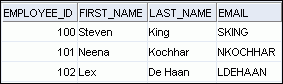 EMPLOYEE_ID FIRST_NAME LAST_NAME EMAIL
100 Steven King SKING
101 Neena Kochhar NKOCHHAR
102 Lex De Haan LDEHAAN